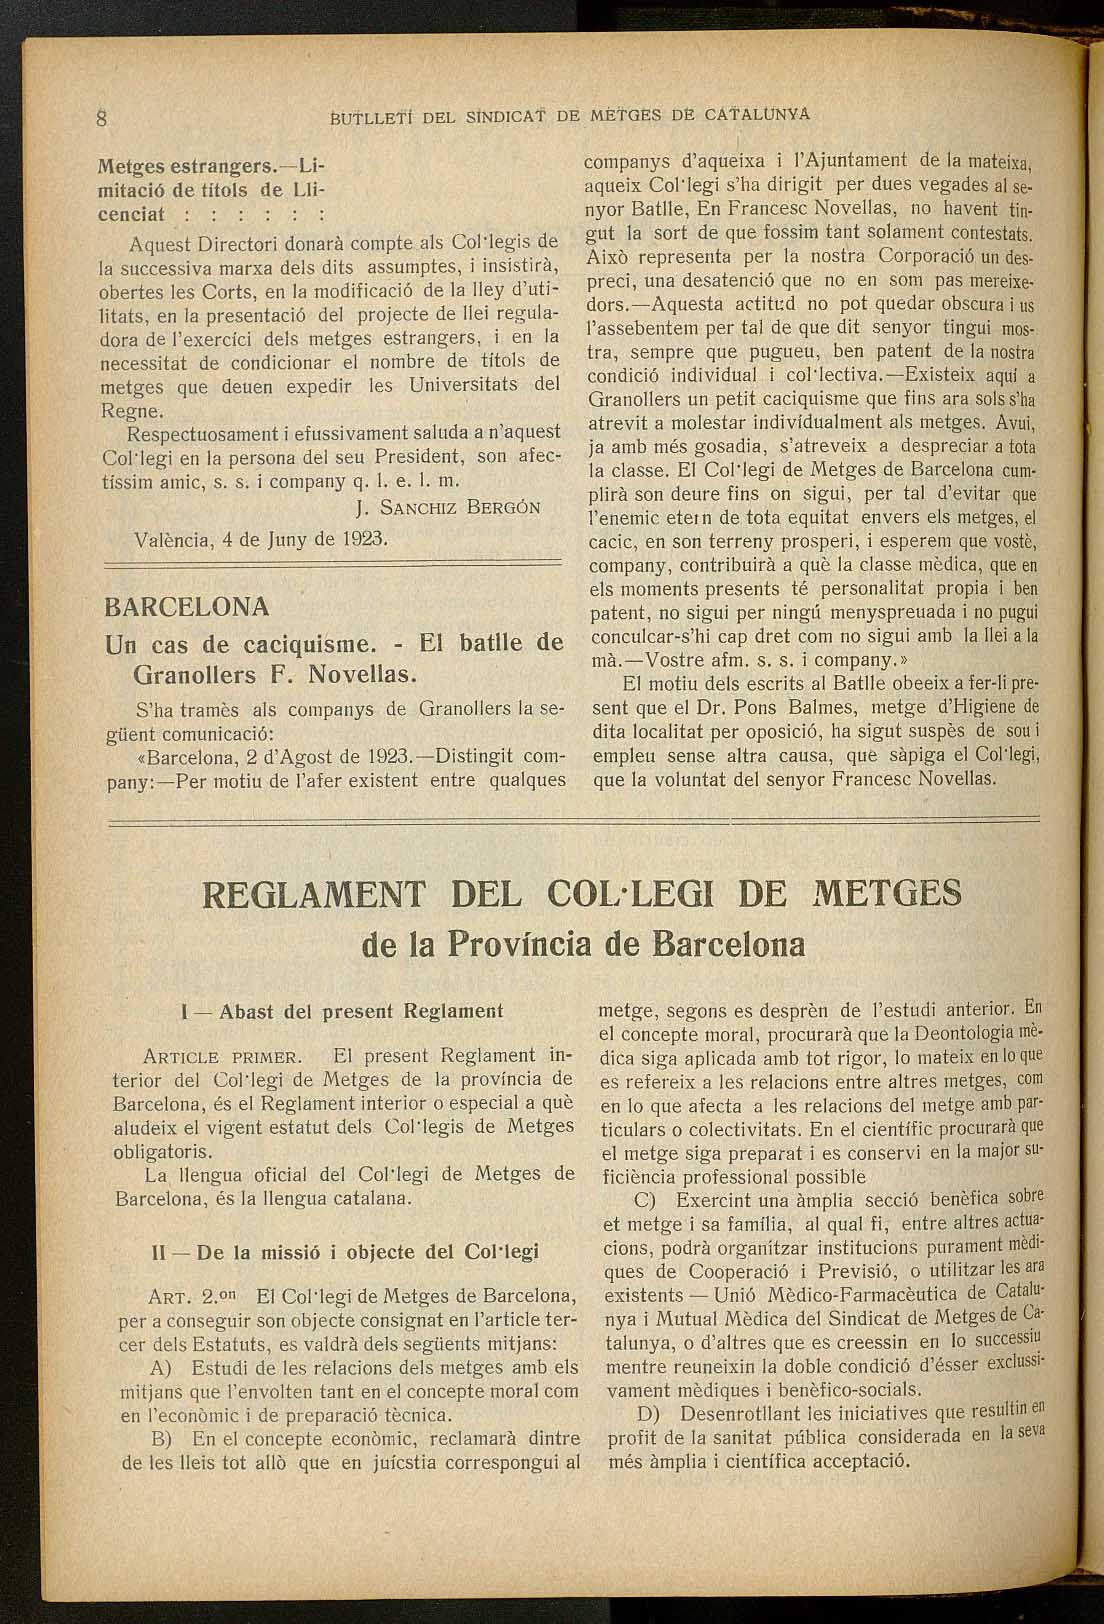 8
BUTLLETÍ DEL SINDICAT DE METGES DE CATALUNYA
Metges estrangers.—Li-
mitació de títols de Lli-
cenciat : : : : : :
Aquest Directori donarà compte als Col·legis de
la successiva marxa dels dits assumptes, i insistirà,
obertes les Corts, en la modificació de la lley d'uti-
litats, en la presentació del projecte de llei regula-
dora de l'exercíci dels metges estrangers, i en la
necessitat de condicionar el nombre de títols de
metges que deuen expedir les Universitats del
Regne.
Respectuosament i efussivament saluda a n'aquest
Col·legi en la persona del seu President, son afec-
tíssim amic, s. s. i company q. l. e. l. m.
J. SANCHIZ BERGÓN
València, 4 de Juny de 1923.
BARCELONA
Un cas de caciquisme. - El batlle de
Granollers F. Novellas.
S'ha tramès als companys de Granollers la se-
güent comunicació:
«Barcelona, 2 d'Agost de 1923.—Distingit com-
pany:—Per motiu de l'afer existent entre qualques
companys d'aqueixa i l'Ajuntament de la mateixa,
aqueix Col·legi s'ha dirigit per dues vegades al se-
nyor Batlle, En Francesc Novellas, no havent tin-
gut la sort de que fossim tant solament contestats.
Això representa per la nostra Corporació un des-
preci, una desatenció que no en som pas mereixe-
dors.—Aquesta actitud no pot quedar obscura i us
l'assebentem per tal de que dit senyor tingui mos-
tra, sempre que pugueu, ben patent de la nostra
condició individual i col·lectiva.—Existeix aquí a
Granollers un petit caciquisme que fins ara sols s'ha
atrevit a molestar individualment als metges. Avui,
ja amb més gosadia, s'atreveix a despreciar a tota
la classe. El Col·legi de Metges de Barcelona cum-
plirà son deure fins on sigui, per tal d'evitar que
l'enemic etern de tota equitat envers els metges, el
cacic, en son terreny prosperi, i esperem que vostè,
company, contribuirà a què la classe mèdica, que en
els moments presents té personalitat propia i ben
patent, no sigui per ningú menyspreuada i no pugui
conculcar-s'hi cap dret com no sigui amb la llei a la
mà.—Vostre afm. s. s. i company.»
El motiu dels escrits al Batlle obeeix a fer-li pre-
sent que el Dr. Pons Balmes, metge d'Higiene de
dita localitat per oposició, ha sigut suspès de sou i
empleu sense altra causa, què sàpiga el Col·legi,
que la voluntat del senyor Francesc Novellas.
REGLAMENT DEL COL·LEGI DE METGES
de la Província de Barcelona
I — Abast del present Reglament
ARTICLE PRIMER. El present Reglament in-
terior del Col·legi de Metges de la província de
Barcelona, és el Reglament interior o especial a què
aludeix el vigent estatut dels Col·legis de Metges
obligatoris.
La llengua oficial del Col·legi de Metges de
Barcelona, és la llengua catalana.
II — De la missió i objecte del Col·legi
ART. 2.on El Col·legi de Metges de Barcelona,
per a conseguir son objecte consignat en l'article ter-
cer dels Estatuts, es valdrà dels següents mitjans:
A) Estudi de les relacions dels metges amb els
mitjans que l'envolten tant en el concepte moral com
en l'econòmic i de preparació tècnica.
B) En el concepte econòmic, reclamarà dintre
de les lleis tot allò que en juícstia correspongui al
metge, segons es desprèn de l'estudi anterior. En
el concepte moral, procurarà que la Deontologia mè-
dica siga aplicada amb tot rigor, lo mateix en lo que
es refereix a les relacions entre altres metges, com
en lo que afecta a les relacions del metge amb par-
ticulars o colectivitats. En el científic procurarà que
el metge siga preparat i es conservi en la major su-
ficiència professional possible
C) Exercint una àmplia secció benèfica sobre
et metge i sa família, al qual fi, entre altres actua-
cions, podrà organitzar institucions purament mèdi-
ques de Cooperació i Previsió, o utilitzar les ara
existents — Unió Mèdico-Farmacèutica de Catalu-
nya i Mutual Mèdica del Sindicat de Metges de Ca-
talunya, o d'altres que es creessin en lo successiu
mentre reuneixin la doble condició d'ésser exclussi-
vament mèdiques i benèfico-socials.
D) Desenrotllant les iniciatives que resultin en
profit de la sanitat pública considerada en la seva
més àmplia i científica acceptació.